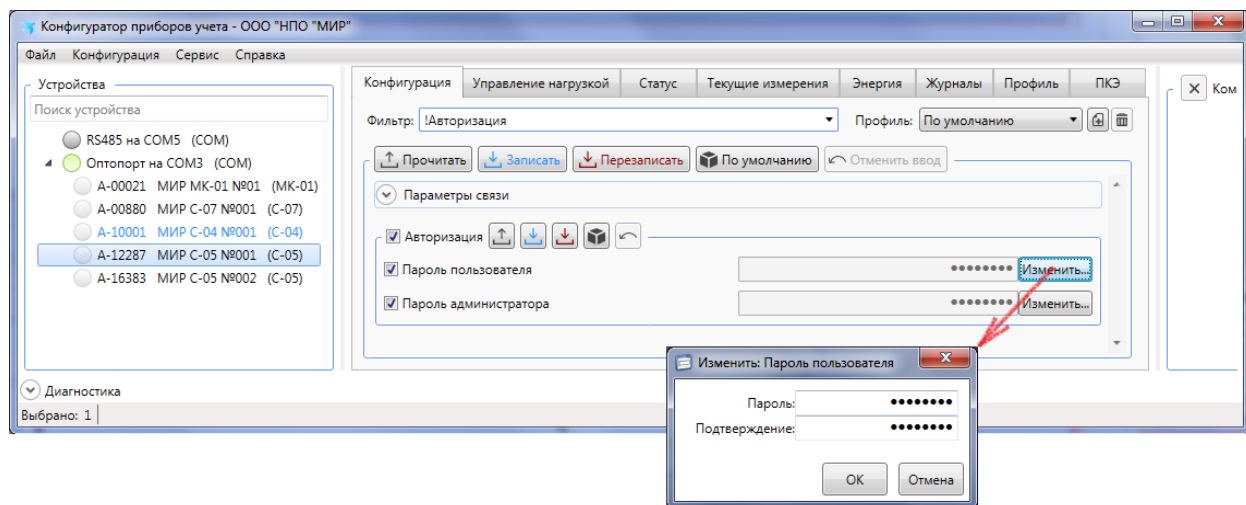 Конфигуратор приборов учета - ООО "НПО "МИР"
Файл Конфигурация Сервис Справка
Устройства
Поиск устройства
RS485 на COM5 (COM)
Оптопорт на COM3 (COM)
А-00021 МИР МК-01 №01 (МК-01)
А-00880 МИР С-07 №001 (С-07)
А-10001 МИР С-04 №001 (С-04)
А-12287 МИР С-05 №001 (С-05)
А-16383 МИР С-05 №002 (С-05)
Конфигурация Управление нагрузкой Статус Текущие измерения Энергия Журналы Профиль ПКЭ
Фильтр: !Авторизация Профиль: По умолчанию
Прочитать Записать Перезаписать По умолчанию Отменить ввод
Параметры связи
Авторизация
Пароль пользователя ●●●●●●●● Изменить...
Пароль администратора ●●●●●●●● Изменить...
Ком
Диагностика
Выбрано: 1
Изменить: Пароль пользователя
Пароль: ●●●●●●●●
Подтверждение: ●●●●●●●●
OK Отмена